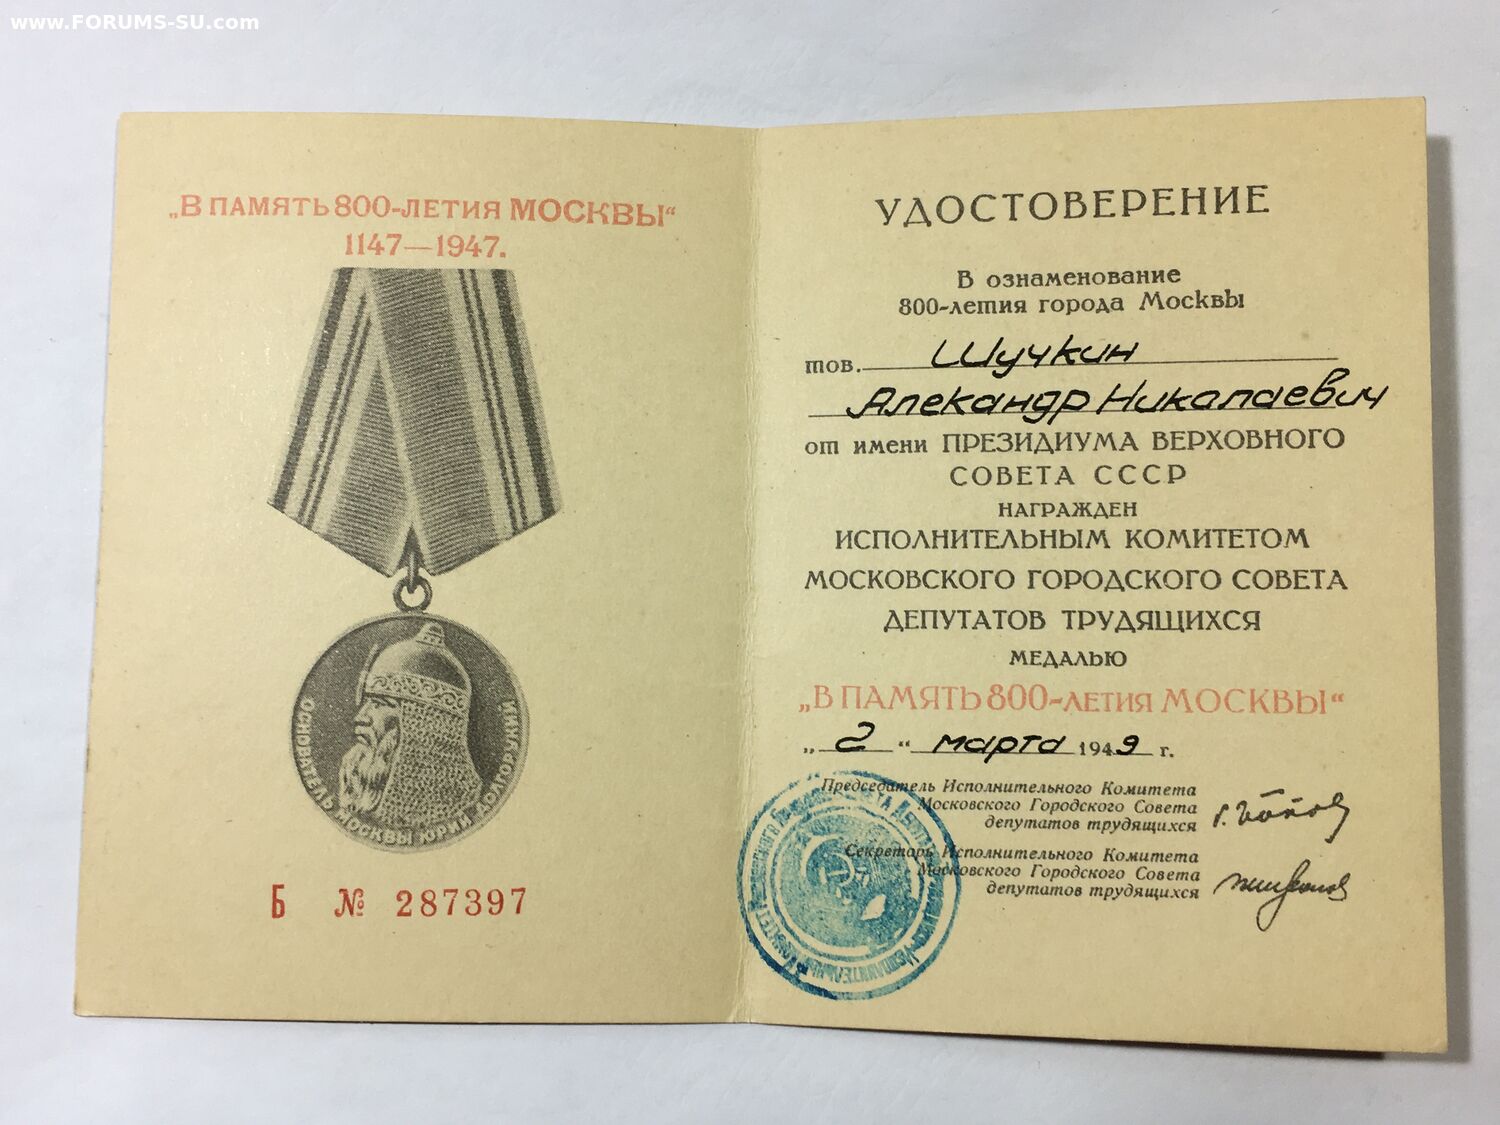 www.FORUMS-SU.com
„В ПАМЯТЬ 800-ЛЕТИЯ МОСКВЫ“
1147—1947.
ОСНОВАТЕЛЬ МОСКВЫ ЮРИЙ ДОЛГОРУКИЙ
Б № 287397
УДОСТОВЕРЕНИЕ
В ознаменование
800-летия города Москвы
тов. Шучкин
Александр Николаевич
от имени ПРЕЗИДИУМА ВЕРХОВНОГО
СОВЕТА СССР
НАГРАЖДЕН
ИСПОЛНИТЕЛЬНЫМ КОМИТЕТОМ
МОСКОВСКОГО ГОРОДСКОГО СОВЕТА
ДЕПУТАТОВ ТРУДЯЩИХСЯ
МЕДАЛЬЮ
„В ПАМЯТЬ 800-ЛЕТИЯ МОСКВЫ“
„2“ марта 1949 г.
Председатель Исполнительного Комитета
Московского Городского Совета
депутатов трудящихся
Г. Попов
Секретарь Исполнительного Комитета
Московского Городского Совета
депутатов трудящихся